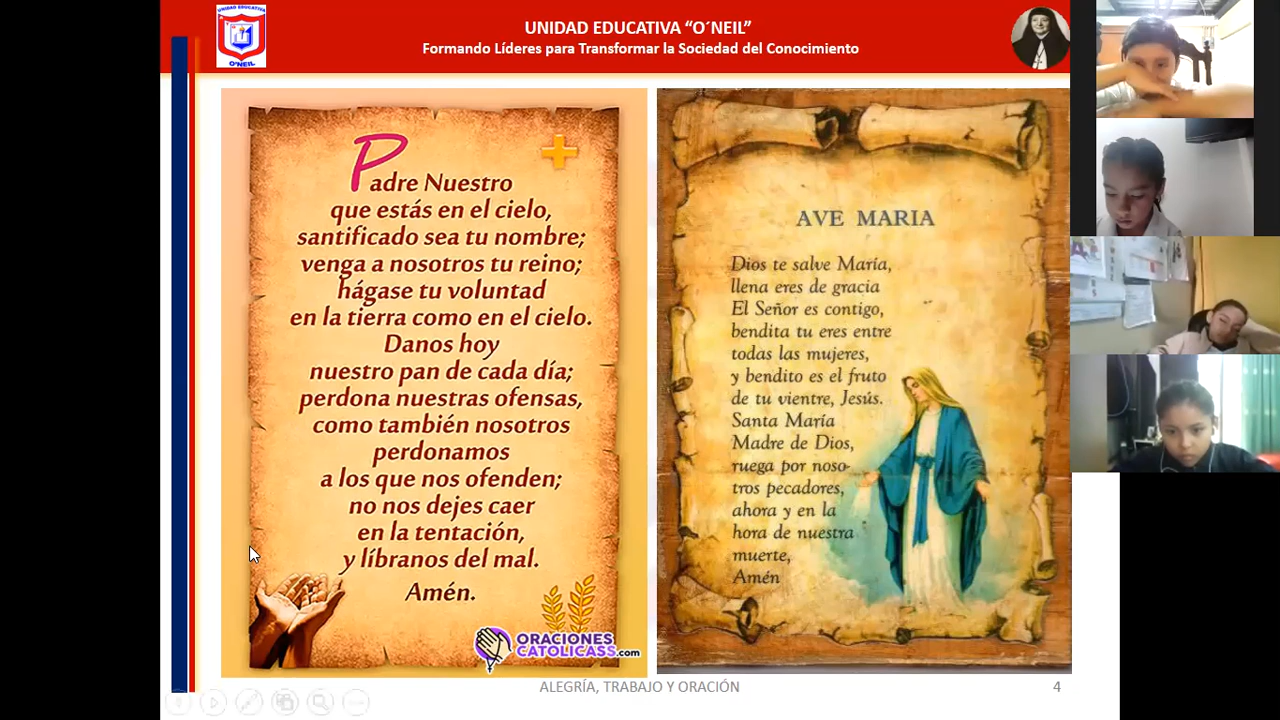 UNIDAD EDUCATIVA
O´NEIL
UNIDAD EDUCATIVA “O´NEIL”
Formando Líderes para Transformar la Sociedad del Conocimiento
Padre Nuestro
que estás en el cielo,
santificado sea tu nombre;
venga a nosotros tu reino;
hágase tu voluntad
en la tierra como en el cielo.
Danos hoy
nuestro pan de cada día;
perdona nuestras ofensas,
como también nosotros
perdonamos
a los que nos ofenden;
no nos dejes caer
en la tentación,
y líbranos del mal.
Amén.
ORACIONES
CATOLICASS.com
AVE MARIA
Dios te salve María,
llena eres de gracia
El Señor es contigo,
bendita tu eres entre
todas las mujeres,
y bendito es el fruto
de tu vientre, Jesús.
Santa María
Madre de Dios,
ruega por noso-
tros pecadores,
ahora y en la
hora de nuestra
muerte,
Amén
ALEGRÍA, TRABAJO Y ORACIÓN
4